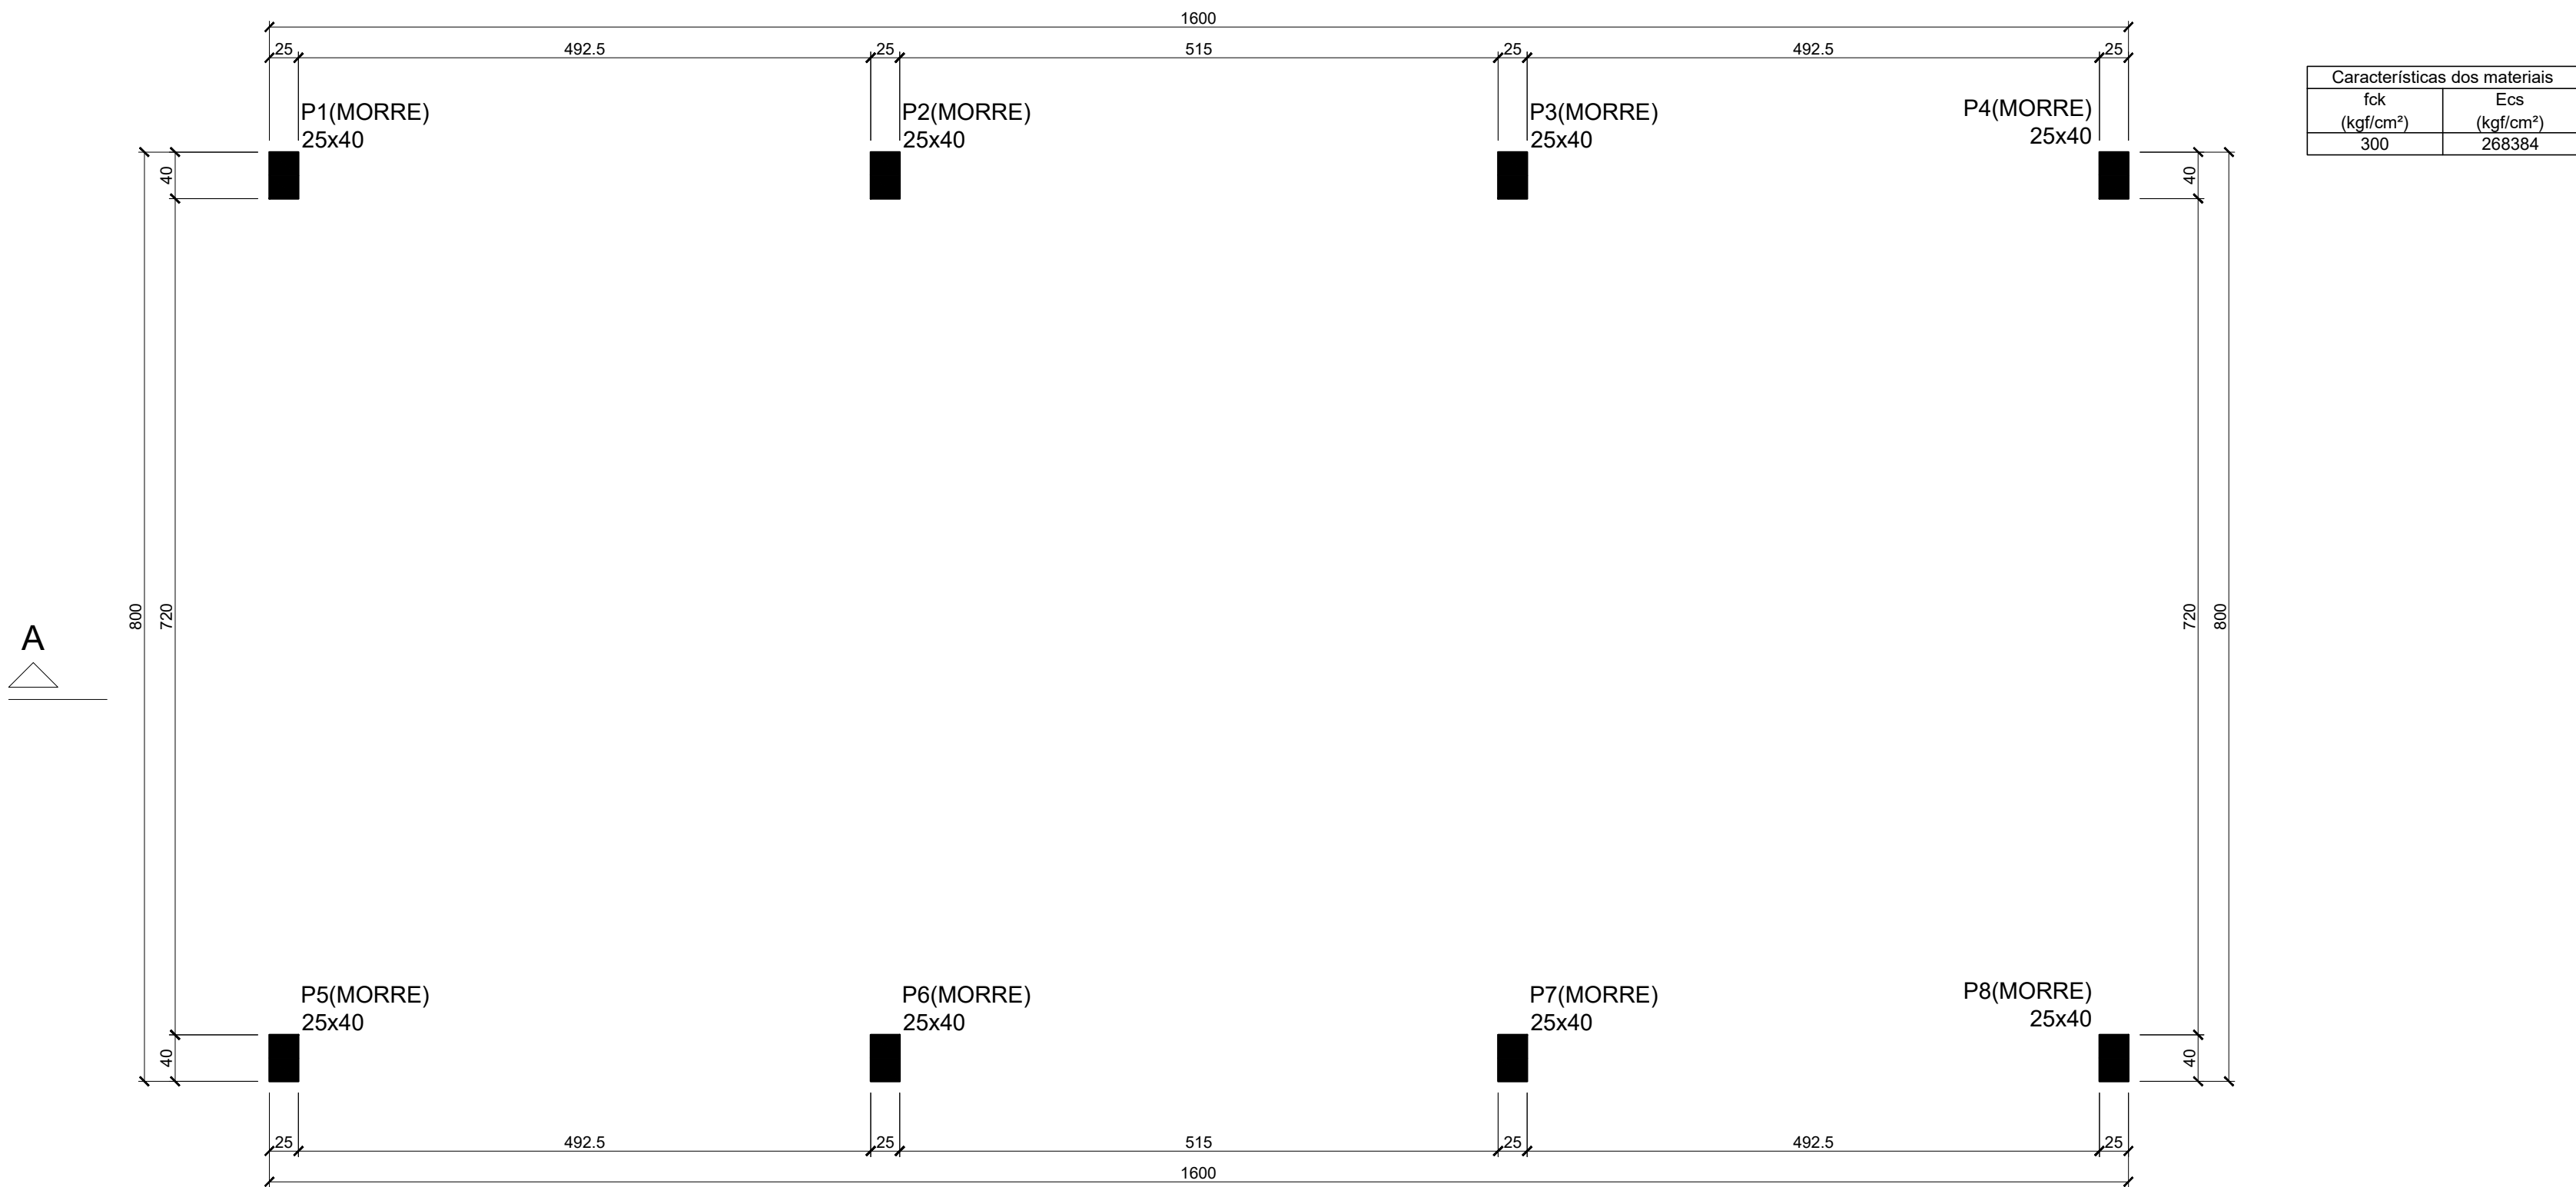 1600
25 492.5 25 515 25 492.5 25
Características dos materiais
fck Ecs
(kgf/cm²) (kgf/cm²)
300 268384
P1(MORRE)
25x40
P2(MORRE)
25x40
P3(MORRE)
25x40
P4(MORRE)
25x40
40
40
800
720
720
800
A
P5(MORRE)
25x40
P6(MORRE)
25x40
P7(MORRE)
25x40
P8(MORRE)
25x40
40
40
25 492.5 25 515 25 492.5 25
1600